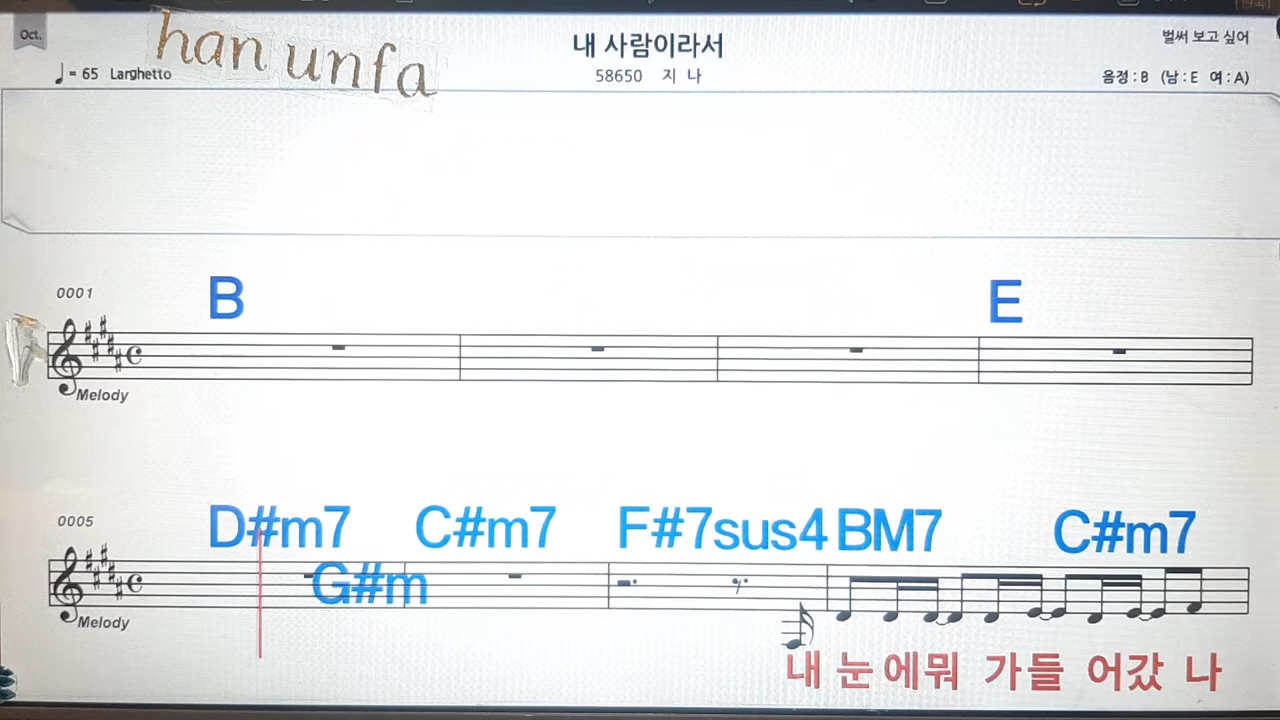 Oct.
han unfa
내 사람이라서
벌써 보고 싶어
♩= 65 Larghetto
58650 지 나
음정 : B (남 : E 여 : A)
0001
B
E
Melody
0005
D#m7
C#m7
F#7sus4
BM7
C#m7
G#m
Melody
내 눈에뭐 가들 어갔 나